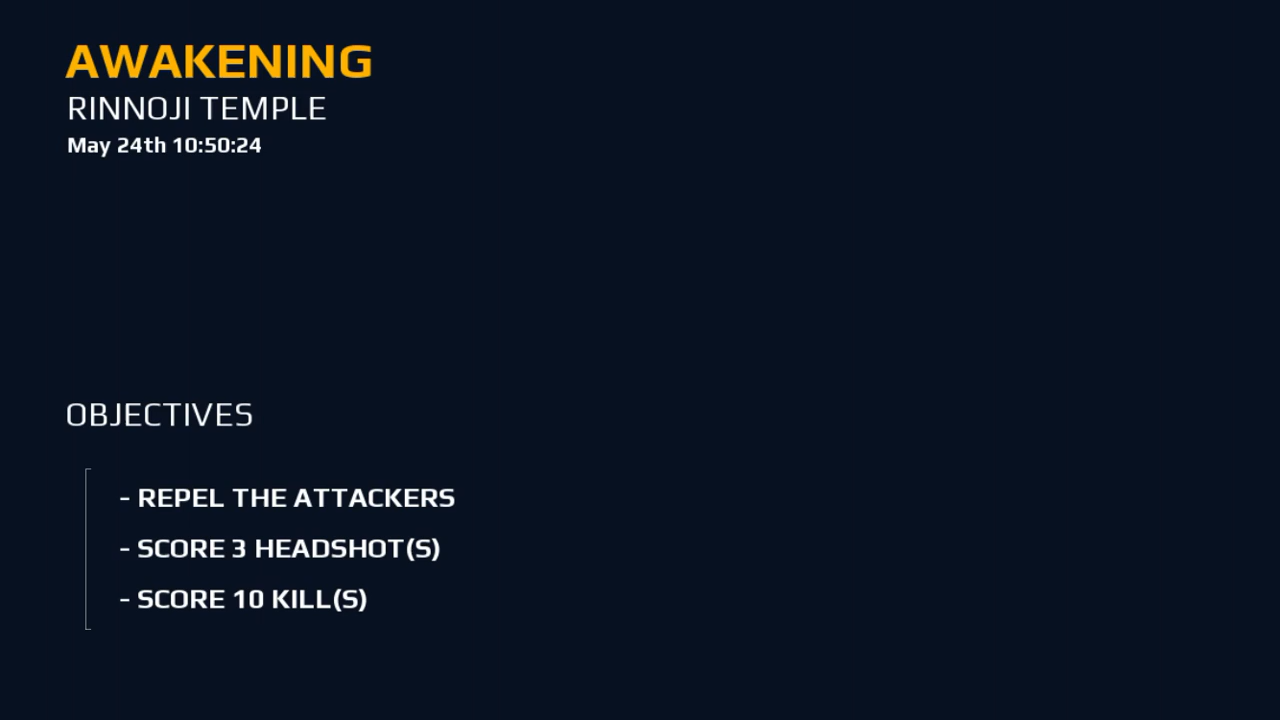 AWAKENING
RINNOJI TEMPLE
May 24th 10:50:24
OBJECTIVES
- REPEL THE ATTACKERS
- SCORE 3 HEADSHOT(S)
- SCORE 10 KILL(S)